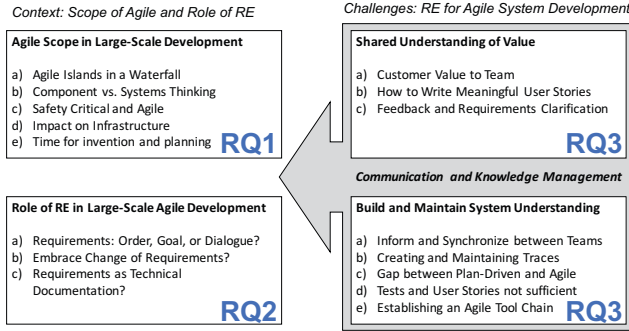 Context: Scope of Agile and Role of RE
Agile Scope in Large-Scale Development
a) Agile Islands in a Waterfall
b) Component vs. Systems Thinking
c) Safety Critical and Agile
d) Impact on Infrastructure
e) Time for invention and planning
RQ1
Role of RE in Large-Scale Agile Development
a) Requirements: Order, Goal, or Dialogue?
b) Embrace Change of Requirements?
c) Requirements as Technical
Documentation?
RQ2
Challenges: RE for Agile System Development
Shared Understanding of Value
a) Customer Value to Team
b) How to Write Meaningful User Stories
c) Feedback and Requirements Clarification
RQ3
Communication and Knowledge Management
Build and Maintain System Understanding
a) Inform and Synchronize between Teams
b) Creating and Maintaining Traces
c) Gap between Plan-Driven and Agile
d) Tests and User Stories not sufficient
e) Establishing an Agile Tool Chain
RQ3